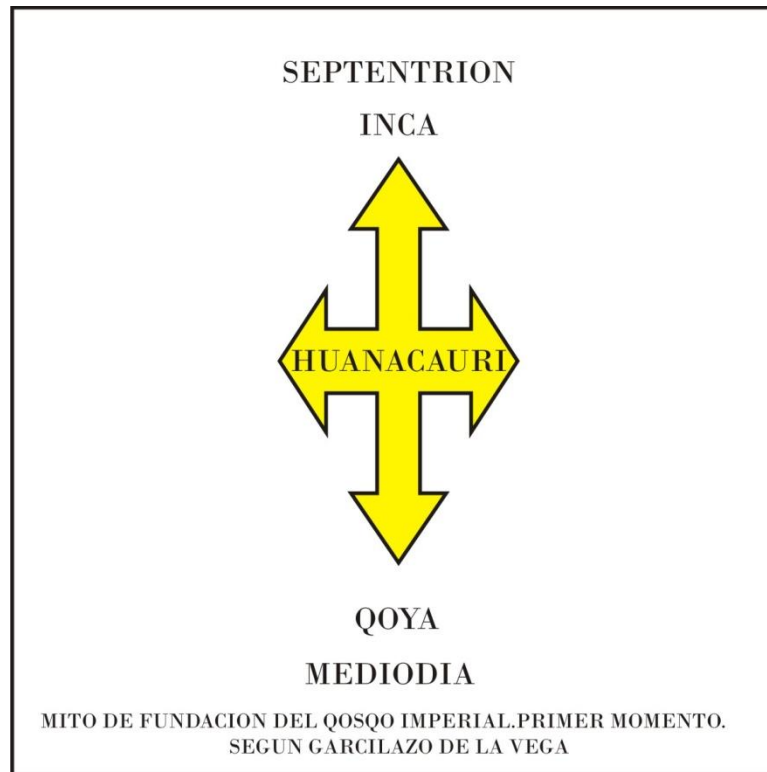 SEPTENTRION
INCA
HUANACAURI
QOYA
MEDIODIA
MITO DE FUNDACION DEL QOSQO IMPERIAL.PRIMER MOMENTO.
SEGUN GARCILAZO DE LA VEGA